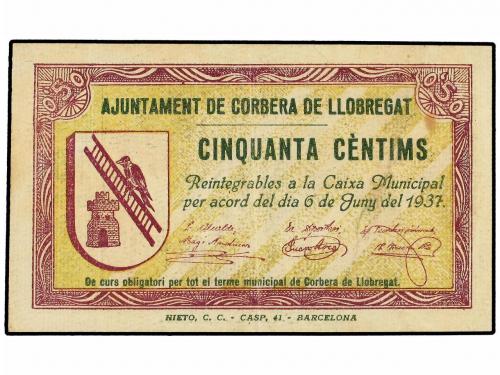 50 50
AJUNTAMENT DE CORBERA DE LLOBREGAT
CINQUANTA CÈNTIMS
Reintegrables a la Caixa Municipal
per acord del dia 6 de Juny del 1937.
De curs obligatori per tot el terme municipal de Corbera de Llobregat.
NIETO, C. C. - CASP, 41 - BARCELONA